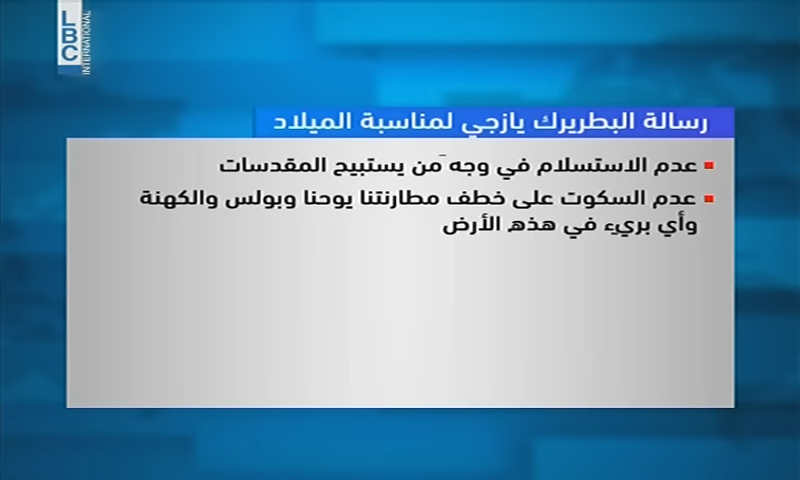 LBC
INTERNATIONAL
رسالة البطريرك يازجي لمناسبة الميلاد
عدم الاستسلام في وجه َمن يستبيح المقدسات
عدم السكوت على خطف مطارنتنا يوحنا وبولس والكهنة
وأي بريء في هذه الأرض